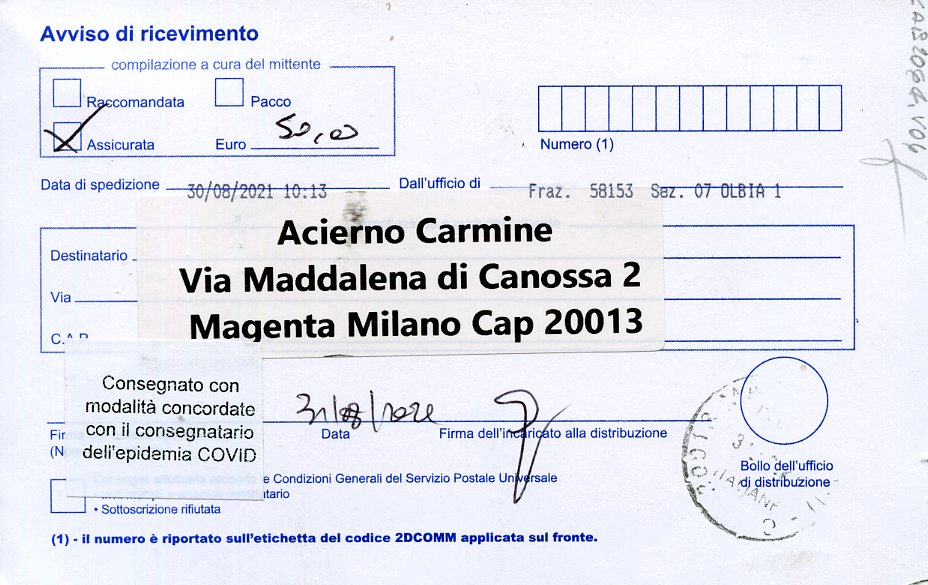 Avviso di ricevimento
compilazione a cura del mittente
Raccomandata Pacco
Assicurata Euro 50,00
Numero (1)
Data di spedizione 30/08/2021 10:13 Dall'ufficio di Fraz. 58153 Sez. 07 OLBIA 1
Destinatario Acierno Carmine
Via Via Maddalena di Canossa 2
C.A.P. Magenta Milano Cap 20013
Consegnato con
modalità concordate
con il consegnatario
dell'epidemia COVID
Data Firma dell'incaricato alla distribuzione
Bollo dell'ufficio
di distribuzione
e Condizioni Generali del Servizio Postale Universale
• Sottoscrizione rifiutata
(1) - il numero è riportato sull'etichetta del codice 2DCOMM applicata sul fronte.